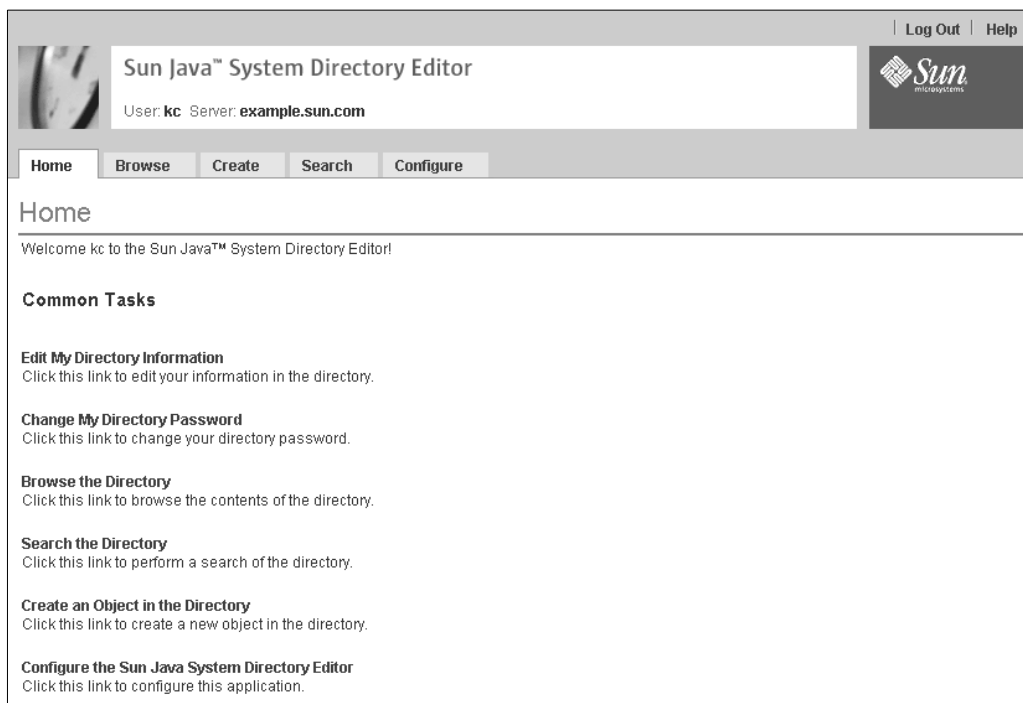 Log Out | Help
Sun Java™ System Directory Editor
Sun
microsystems
User: kc Server: example.sun.com
Home Browse Create Search Configure
Home
Welcome kc to the Sun Java™ System Directory Editor!
Common Tasks
Edit My Directory Information
Click this link to edit your information in the directory.
Change My Directory Password
Click this link to change your directory password.
Browse the Directory
Click this link to browse the contents of the directory.
Search the Directory
Click this link to perform a search of the directory.
Create an Object in the Directory
Click this link to create a new object in the directory.
Configure the Sun Java System Directory Editor
Click this link to configure this application.